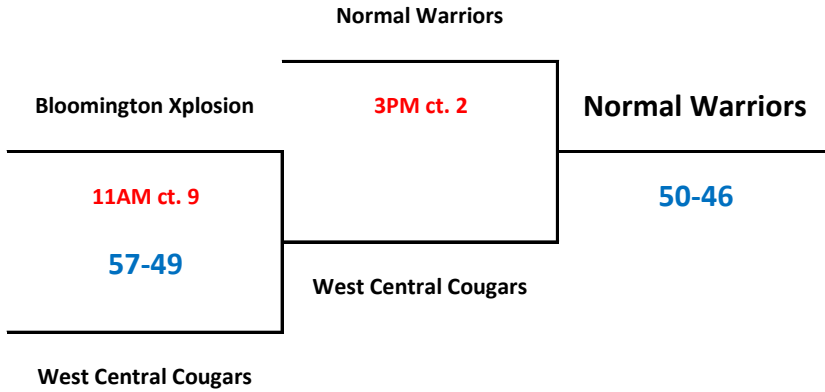 Normal Warriors
Bloomington Xplosion
3PM ct. 2
Normal Warriors
11AM ct. 9
50-46
57-49
West Central Cougars
West Central Cougars